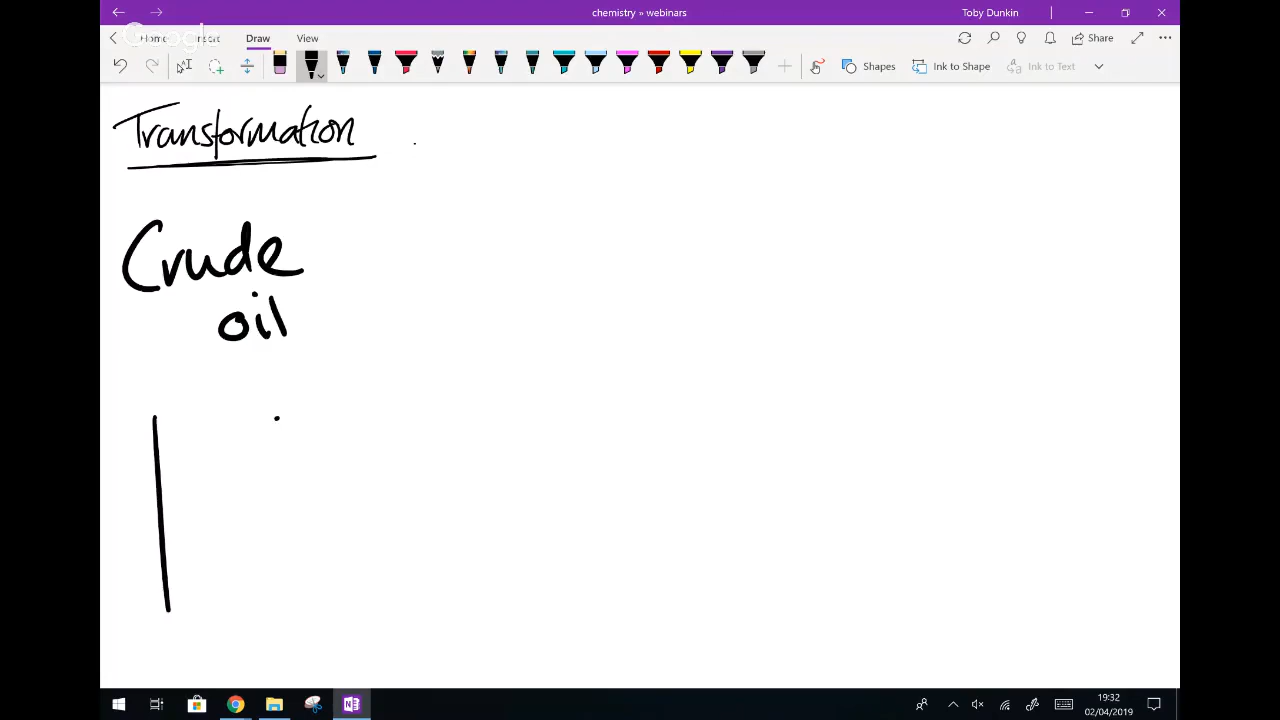 chemistry » webinars
Toby Dunkin
Google
Home
Insert
Draw
View
Share
Shapes
Ink to Shape
Ink to Text
Transformation
Crude
oil
19:32
02/04/2019